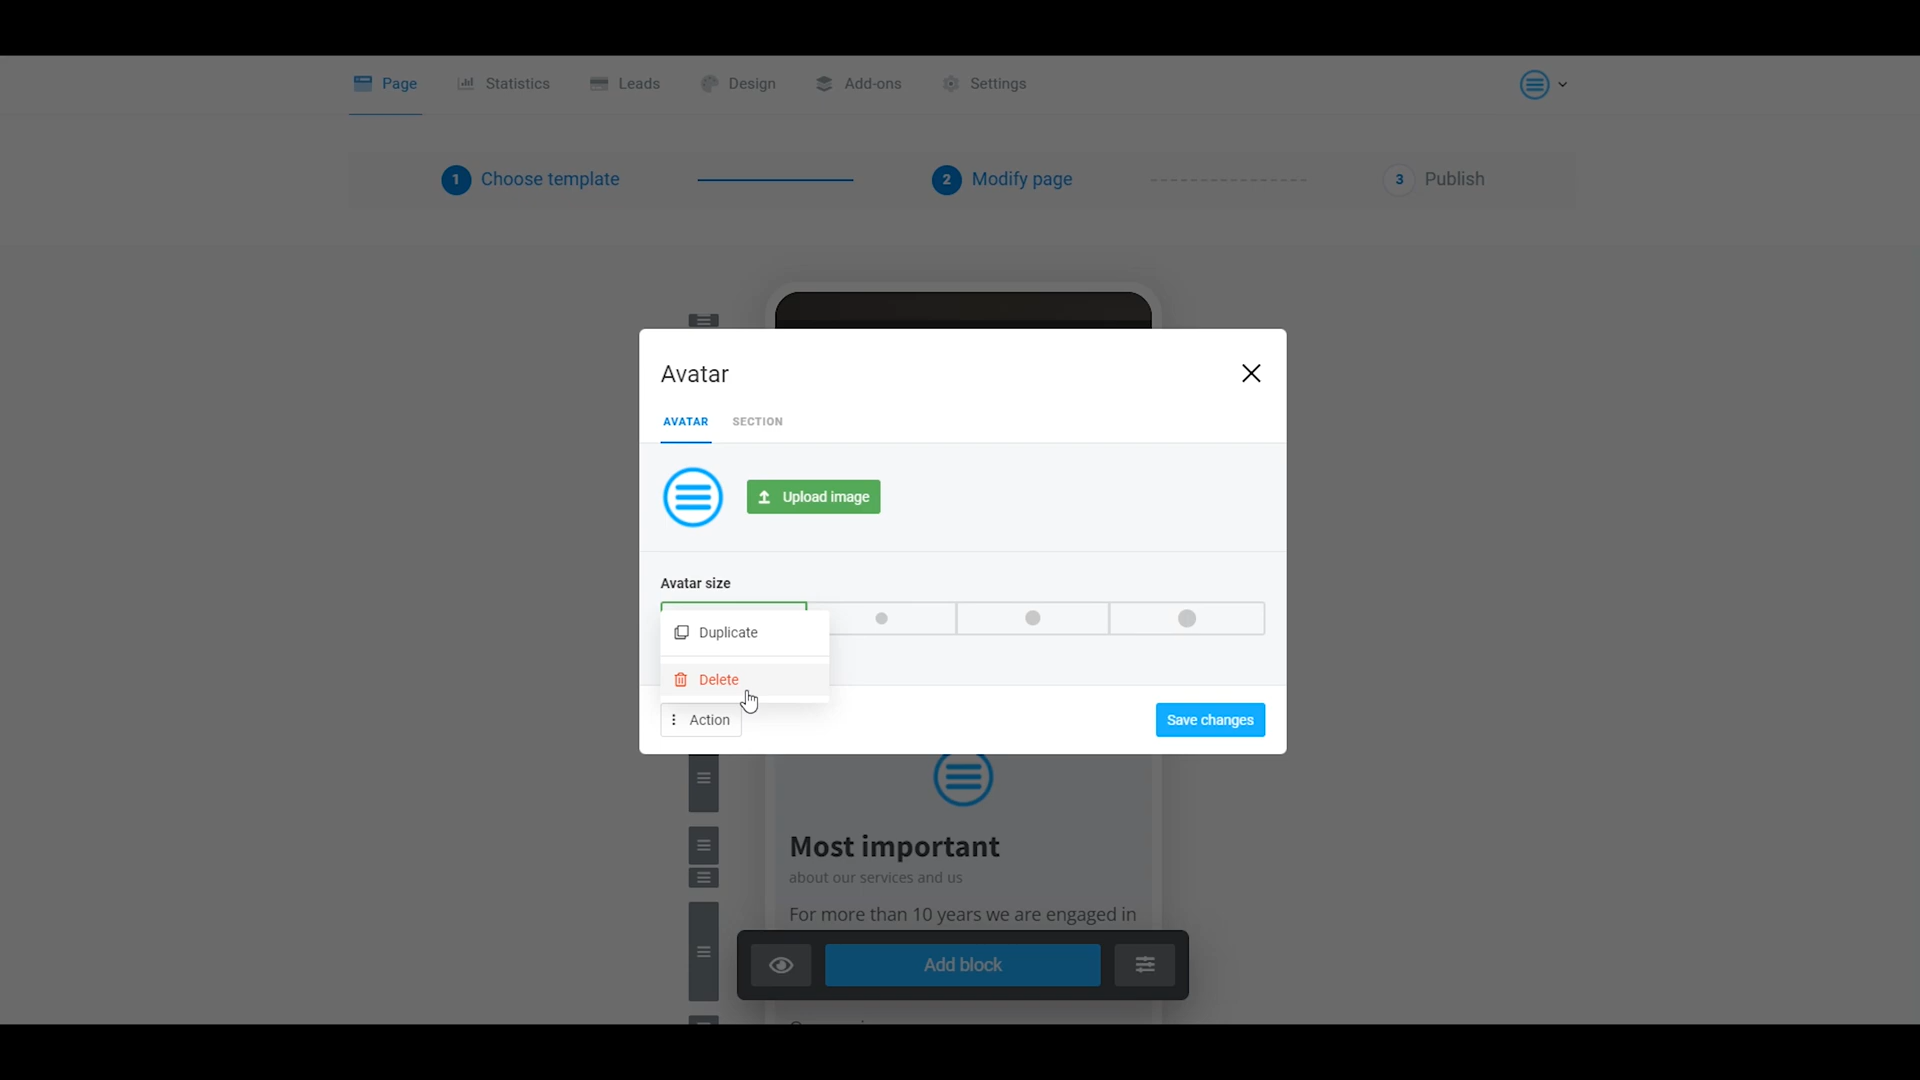 Page Statistics Leads Design Add-ons Settings
1 Choose template 2 Modify page 3 Publish
Avatar
AVATAR SECTION
Upload image
Avatar size
Duplicate
Delete
Action Save changes
Most important
about our services and us
For more than 10 years we are engaged in
Add block